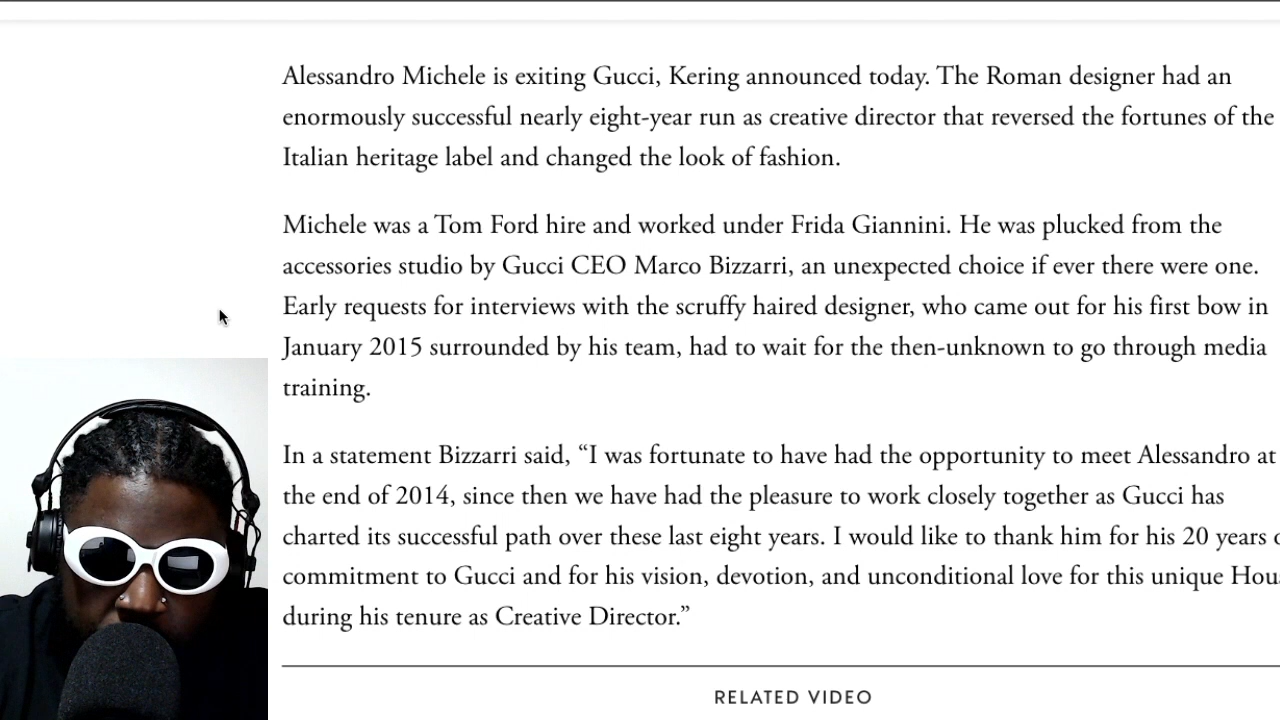 Alessandro Michele is exiting Gucci, Kering announced today. The Roman designer had an
enormously successful nearly eight-year run as creative director that reversed the fortunes of the
Italian heritage label and changed the look of fashion.
Michele was a Tom Ford hire and worked under Frida Giannini. He was plucked from the
accessories studio by Gucci CEO Marco Bizzarri, an unexpected choice if ever there were one.
Early requests for interviews with the scruffy haired designer, who came out for his first bow in
January 2015 surrounded by his team, had to wait for the then-unknown to go through media
training.
In a statement Bizzarri said, “I was fortunate to have had the opportunity to meet Alessandro at
the end of 2014, since then we have had the pleasure to work closely together as Gucci has
charted its successful path over these last eight years. I would like to thank him for his 20 years
commitment to Gucci and for his vision, devotion, and unconditional love for this unique
during his tenure as Creative Director.”
RELATED VIDEO